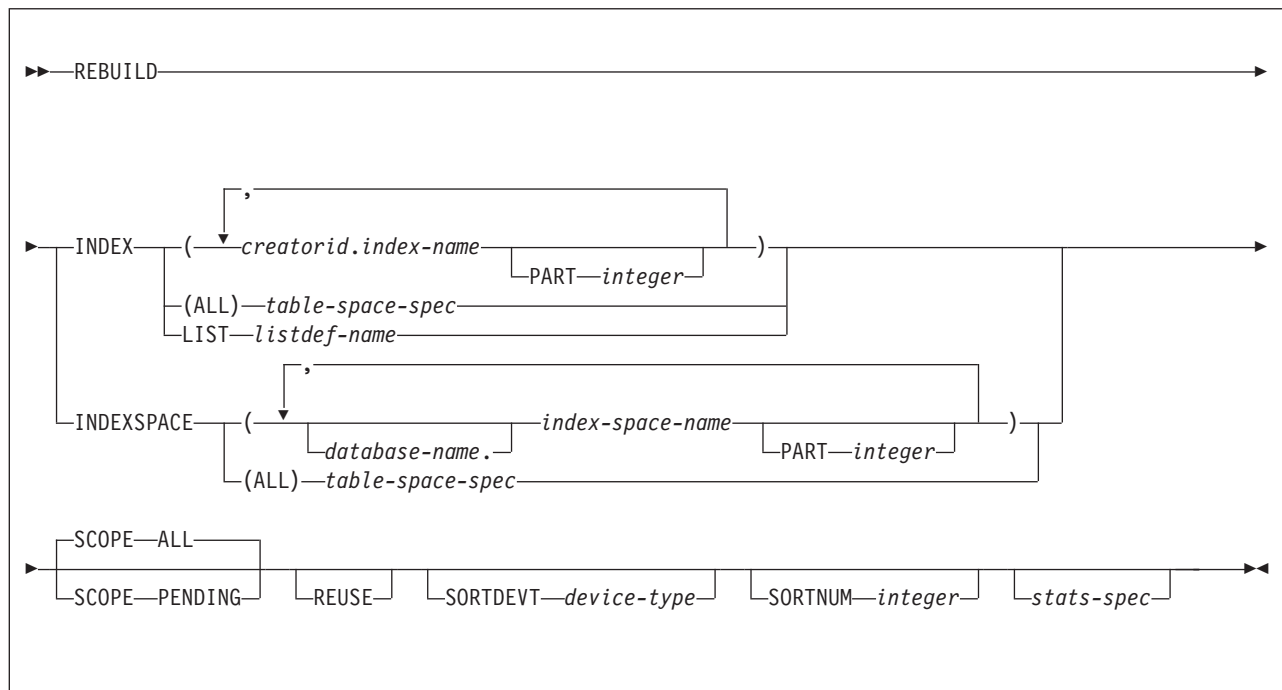 REBUILD
,
INDEX ( creatorid.index-name PART integer )
(ALL) table-space-spec
LIST listdef-name
,
INDEXSPACE ( database-name. index-space-name PART integer )
(ALL) table-space-spec
SCOPE ALL
SCOPE PENDING REUSE SORTDEVT device-type SORTNUM integer stats-spec